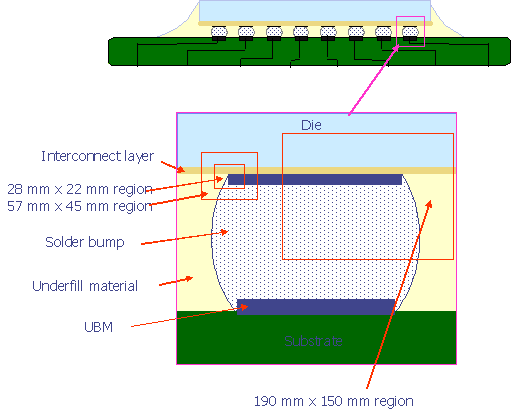 Die
Interconnect layer
28 mm x 22 mm region
57 mm x 45 mm region
Solder bump
Underfill material
UBM
Substrate
190 mm x 150 mm region